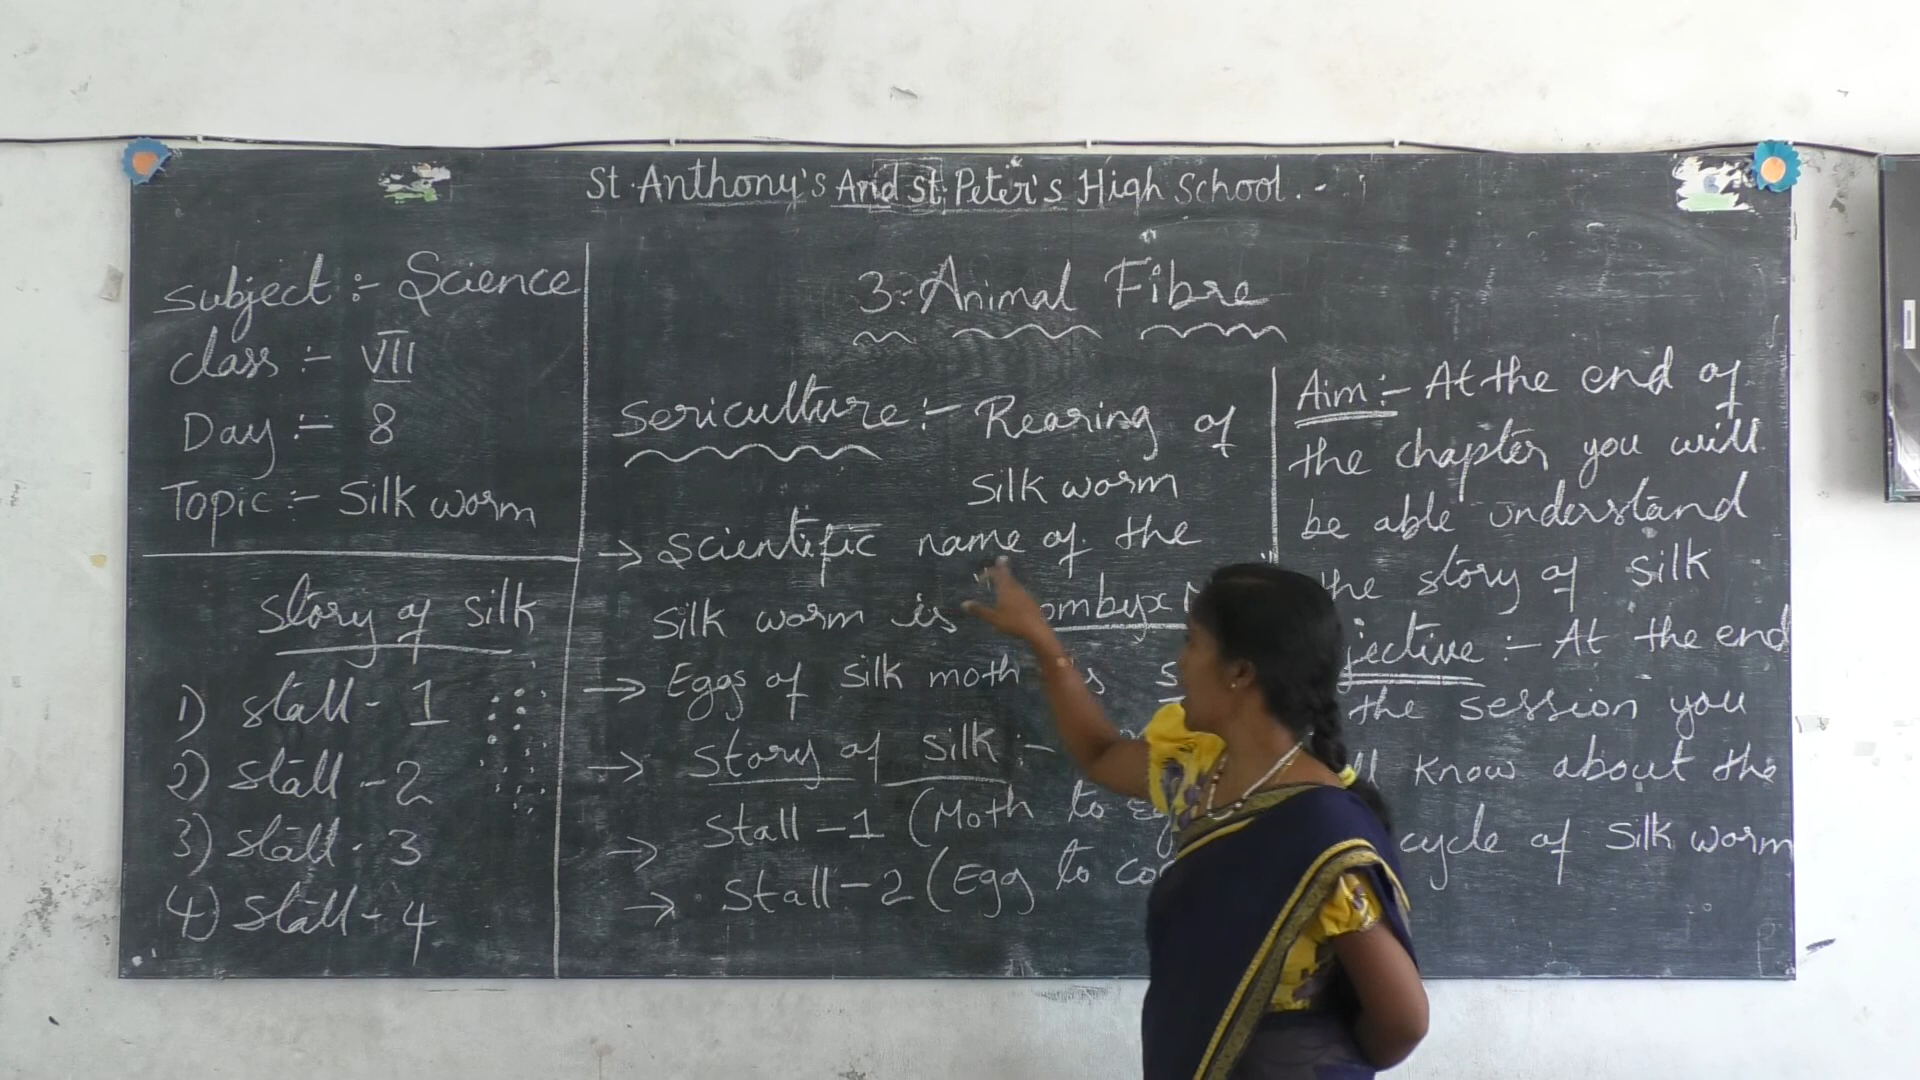 St. Anthony's And St. Peter's High School.
Subject :- Science
class :- VII
Day :- 8
Topic :- Silk worm
Story of silk
1) stall - 1
2) stall - 2
3) stall - 3
4) stall - 4
3:- Animal Fibre
Sericulture :- Rearing of
Silk worm
→ Scientific name of the
silk worm is ombyx
→ Eggs of silk moth is
→ Story of silk :-
→ Stall - 1 (Moth to
→ Stall - 2 (Egg to
Aim :- At the end of
the chapter you will
be able understand
the story of silk
jective :- At the end
the session you
ll know about the
cycle of silk worm